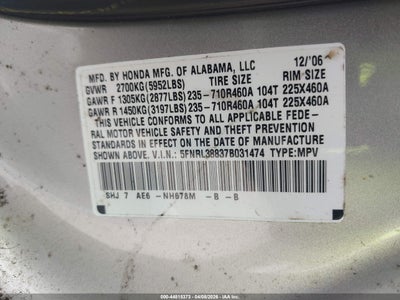 MFD. BY HONDA MFG. OF ALABAMA, LLC 12/'06
GVWR 2700KG(5952LBS) TIRE SIZE RIM SIZE
GAWR F 1305KG(2877LBS) 235-710R460A 104T 225X460A
GAWR R 1450KG(3197LBS) 235-710R460A 104T 225X460A
THIS VEHICLE CONFORMS TO ALL APPLICABLE FEDE-
RAL MOTOR VEHICLE SAFETY AND THEFT PREVENTION
STANDARDS IN EFFECT ON THE DATE OF MANUFACTURE
SHOWN ABOVE. V.I.N.: 5FNRL38837B031474 TYPE:MPV
SHJ 7 AE6 -NH678M -B -B
000-44618373 - 04/08/2026 - IAA Inc.